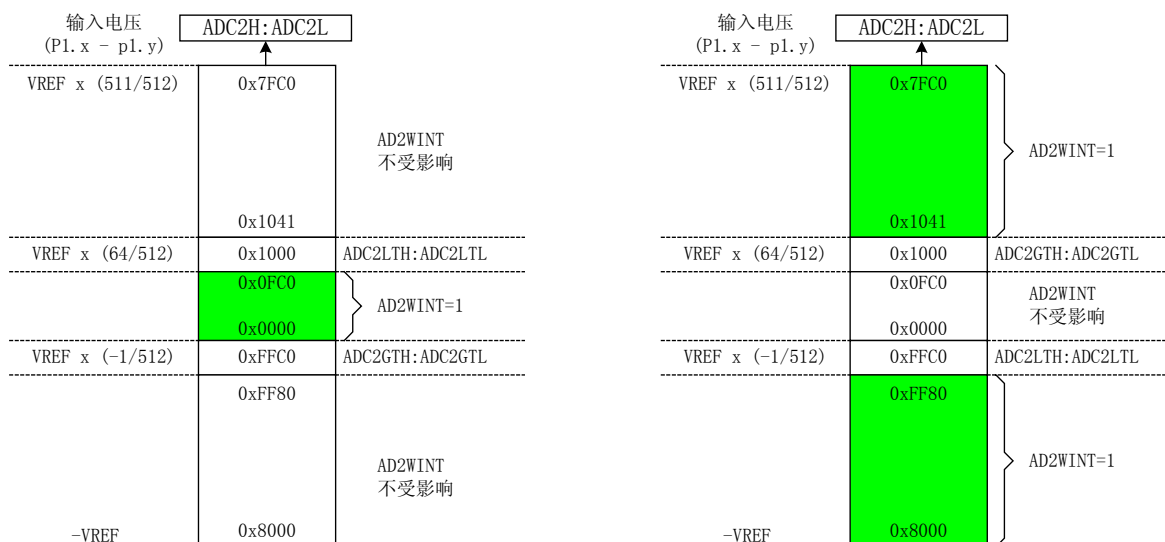 输入电压
(P1.x - p1.y)
ADC2H:ADC2L
VREF x (511/512)
0x7FC0
AD2WINT
不受影响
0x1041
VREF x (64/512)
0x1000
ADC2LTH:ADC2LTL
0x0FC0
AD2WINT=1
0x0000
VREF x (-1/512)
0xFFC0
ADC2GTH:ADC2GTL
0xFF80
AD2WINT
不受影响
-VREF
0x8000
输入电压
(P1.x - p1.y)
ADC2H:ADC2L
VREF x (511/512)
0x7FC0
AD2WINT=1
0x1041
VREF x (64/512)
0x1000
ADC2GTH:ADC2GTL
0x0FC0
AD2WINT
不受影响
0x0000
VREF x (-1/512)
0xFFC0
ADC2LTH:ADC2LTL
0xFF80
AD2WINT=1
-VREF
0x8000